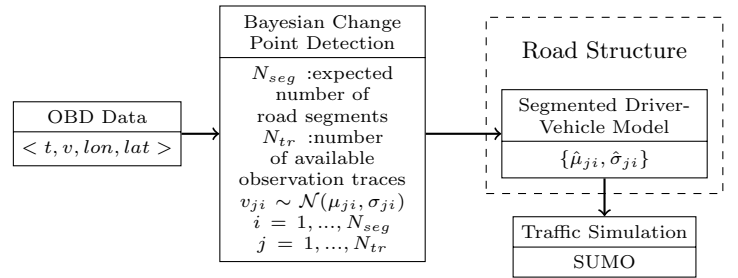 OBD Data
< t, v, lon, lat >
Bayesian Change
Point Detection
N_seg :expected
number of
road segments
N_tr :number
of available
observation traces
v_ji ∼ 𝒩(μ_ji, σ_ji)
i = 1, ..., N_seg
j = 1, ..., N_tr
Road Structure
Segmented Driver-
Vehicle Model
{μ̂_ji, σ̂_ji}
Traffic Simulation
SUMO